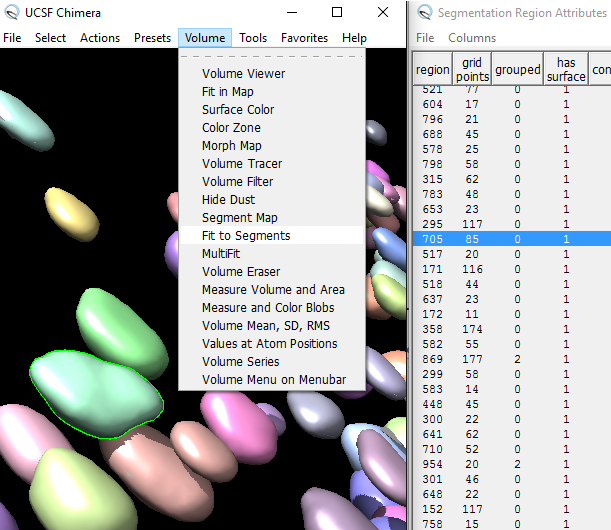 UCSF Chimera
File Select Actions Presets Volume Tools Favorites Help
Volume Viewer
Fit in Map
Surface Color
Color Zone
Morph Map
Volume Tracer
Volume Filter
Hide Dust
Segment Map
Fit to Segments
MultiFit
Volume Eraser
Measure Volume and Area
Measure and Color Blobs
Volume Mean, SD, RMS
Values at Atom Positions
Volume Series
Volume Menu on Menubar
Segmentation Region Attributes
File Columns
region grid points grouped has surface con
521 77 0 1
604 17 0 1
796 21 0 1
688 45 0 1
578 25 0 1
798 58 0 1
315 62 0 1
783 48 0 1
653 23 0 1
295 117 0 1
705 85 0 1
517 20 0 1
171 116 0 1
518 44 0 1
637 23 0 1
172 11 0 1
358 174 0 1
582 55 0 1
869 177 2 1
299 58 0 1
583 14 0 1
448 45 0 1
300 22 0 1
641 62 0 1
710 52 0 1
954 20 2 1
301 46 0 1
648 22 0 1
152 117 0 1
758 15 0 1